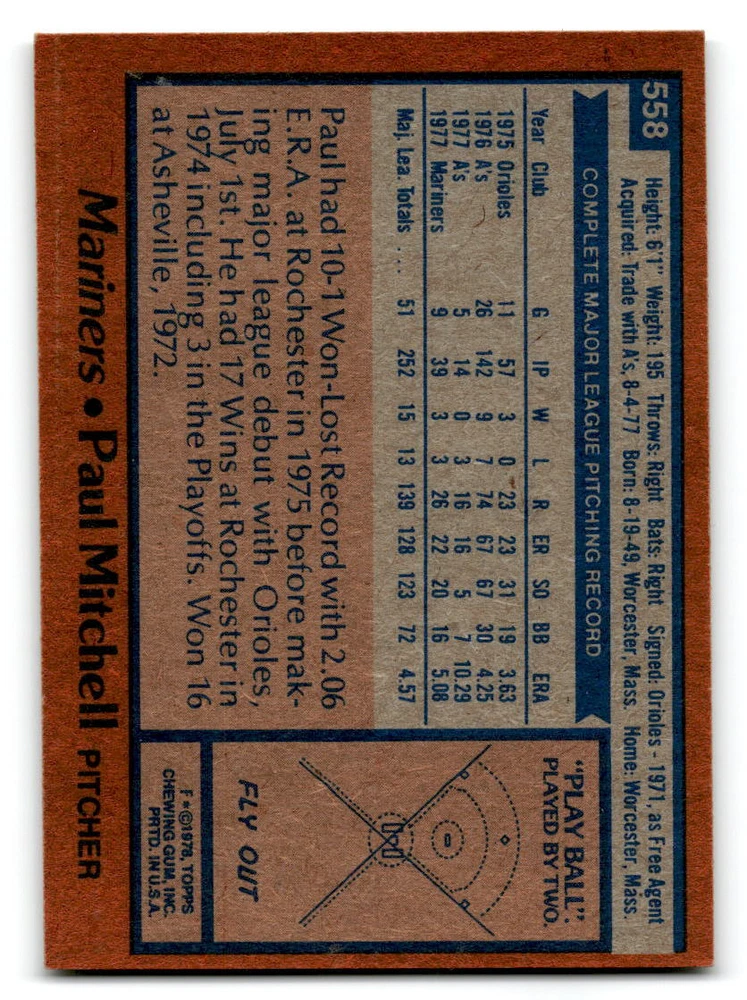 558
Height: 6'1" Weight: 195 Throws: Right Bats: Right Signed: Orioles - 1971, as Free Agent
Acquired: Trade with A's, 8-4-77 Born: 8-19-49, Worcester, Mass. Home: Worcester, Mass.
COMPLETE MAJOR LEAGUE PITCHING RECORD
Year Club G IP W L R ER SO BB ERA
1975 Orioles 11 57 3 0 23 23 31 19 3.63
1976 A's 26 142 9 7 74 67 67 30 4.25
1977 A's 5 14 0 3 16 16 5 7 10.29
1977 Mariners 9 39 3 3 26 22 20 16 5.08
Maj. Lea. Totals .... 51 252 15 13 139 128 123 72 4.57
Paul had 10-1 Won-Lost Record with 2.06
E.R.A. at Rochester in 1975 before mak-
ing major league debut with Orioles,
July 1st. He had 17 Wins at Rochester in
1974 including 3 in the Playoffs. Won 16
at Asheville, 1972.
"PLAY BALL":
PLAYED BY TWO.
FLY OUT
F*©1978, TOPPS
CHEWING GUM, INC.
PRTD. IN U.S.A.
Mariners • Paul Mitchell PITCHER